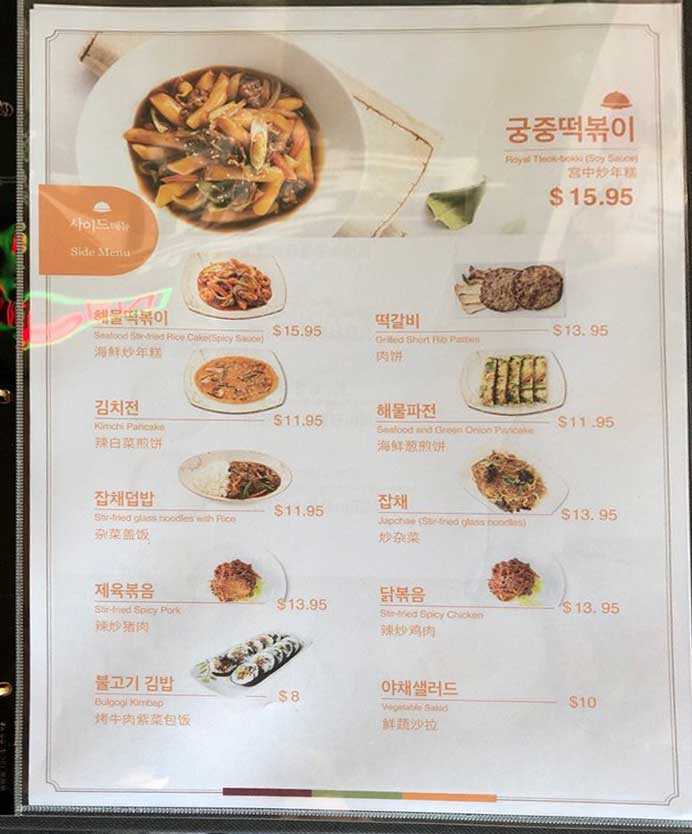 궁중떡볶이
Royal Tteok-bokki (Soy Sauce)
宫中炒年糕
$15.95
사이드메뉴
Side Menu
해물떡볶이
$15.95
Seafood Stir-fried Rice Cake(Spicy Sauce)
海鲜炒年糕
떡갈비
$13.95
Grilled Short Rib Patties
肉饼
김치전
$11.95
Kimchi Pancake
辣白菜煎饼
해물파전
$11.95
Seafood and Green Onion Pancake
海鲜葱煎饼
잡채덥밥
$11.95
Stir-fried glass noodles with Rice
杂菜盖饭
잡채
$13.95
Japchae (Stir-fried glass noodles)
炒杂菜
제육볶음
$13.95
Stir-fried Spicy Pork
辣炒猪肉
닭볶음
$13.95
Stir-fried Spicy Chicken
辣炒鸡肉
불고기 김밥
$8
Bulgogi Kimbap
烤牛肉紫菜包饭
야채샐러드
$10
Vegetable Salad
鲜蔬沙拉